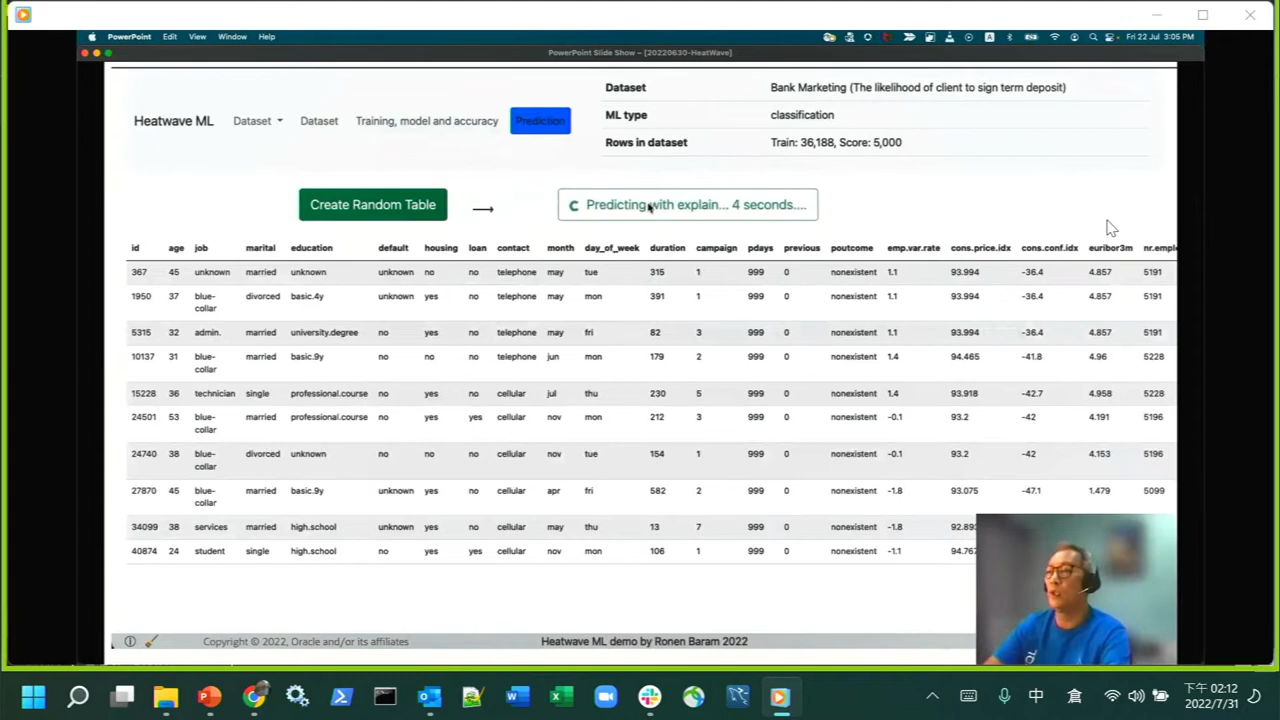 PowerPoint Edit View Window Help
Fri 22 Jul 3:05 PM
PowerPoint Slide Show - [20220630-HeatWave]
Heatwave ML Dataset Dataset Training, model and accuracy Prediction
Dataset Bank Marketing (The likelihood of client to sign term deposit)
ML type classification
Rows in dataset Train: 36,188, Score: 5,000
Create Random Table → Predicting with explain... 4 seconds....
id age job marital education default housing loan contact month day_of_week duration campaign pdays previous poutcome emp.var.rate cons.price.idx cons.conf.idx euribor3m nr.emple
367 45 unknown married unknown unknown no no telephone may tue 315 1 999 0 nonexistent 1.1 93.994 -36.4 4.857 5191
1950 37 blue- divorced basic.4y unknown yes no telephone may mon 391 1 999 0 nonexistent 1.1 93.994 -36.4 4.857 5191
collar
5315 32 admin. married university.degree no yes no telephone may fri 82 3 999 0 nonexistent 1.1 93.994 -36.4 4.857 5191
10137 31 blue- married basic.9y no no no telephone jun mon 179 2 999 0 nonexistent 1.4 94.465 -41.8 4.96 5228
collar
15228 36 technician single professional.course no yes no cellular jul thu 230 5 999 0 nonexistent 1.4 93.918 -42.7 4.958 5228
24501 53 blue- married professional.course no yes yes cellular nov mon 212 3 999 0 nonexistent -0.1 93.2 -42 4.191 5196
collar
24740 38 blue- divorced unknown no no no cellular nov tue 154 1 999 0 nonexistent -0.1 93.2 -42 4.153 5196
collar
27870 45 blue- married basic.9y unknown yes no cellular apr fri 582 2 999 0 nonexistent -1.8 93.075 -47.1 1.479 5099
collar
34099 38 services married high.school unknown yes no cellular may thu 13 7 999 0 nonexistent -1.8 92.893
40874 24 student single high.school no yes yes cellular nov mon 106 1 999 0 nonexistent -1.1 94.767
Copyright © 2022, Oracle and/or its affiliates
Heatwave ML demo by Ronen Baram 2022
中
下午 02:12
2022/7/31